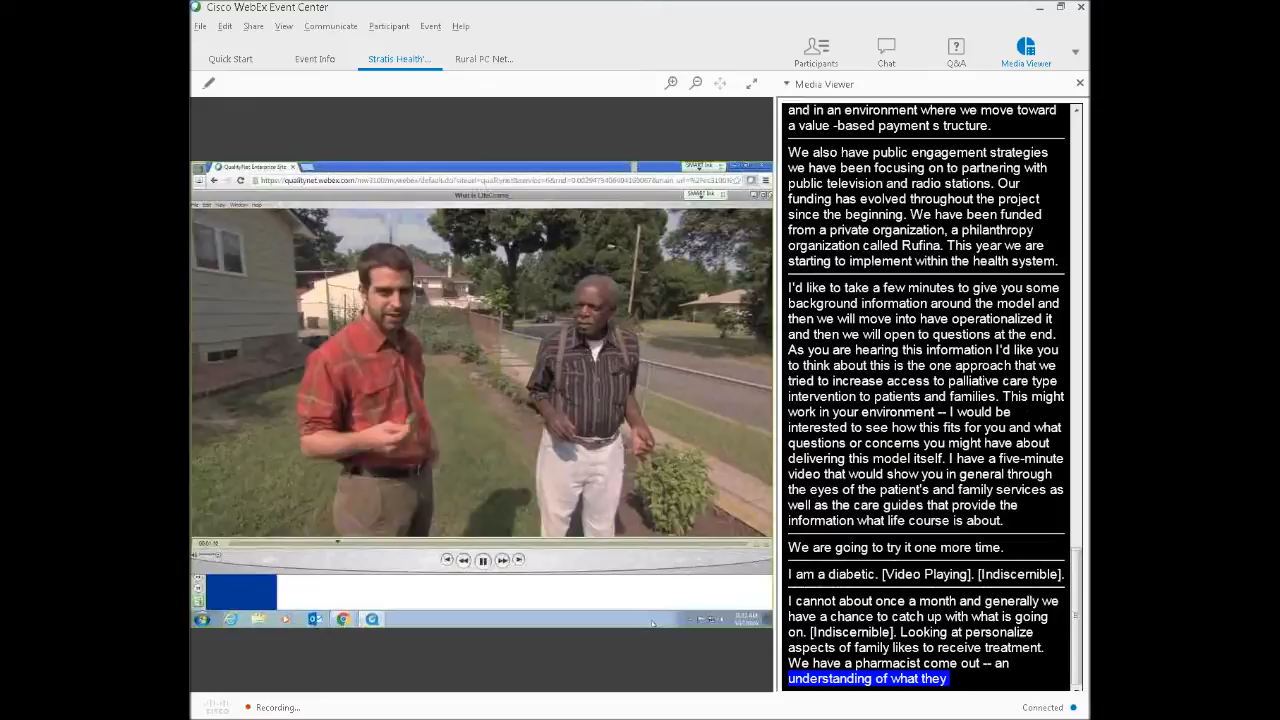 Cisco WebEx Event Center
File Edit Share View Communicate Participant Event Help
Quick Start Event Info Stratis Health'... Rural PC Net...
Participants Chat Q&A Media Viewer
Media Viewer
and in an environment where we move toward
a value -based payment s tructure.
We also have public engagement strategies
we have been focusing on to partnering with
public television and radio stations. Our
funding has evolved throughout the project
since the beginning. We have been funded
from a private organization, a philanthropy
organization called Rufina. This year we are
starting to implement within the health system.
I'd like to take a few minutes to give you some
background information around the model and
then we will move into have operationalized it
and then we will open to questions at the end.
As you are hearing this information I'd like you
to think about this is the one approach that we
tried to increase access to palliative care type
intervention to patients and families. This might
work in your environment -- I would be
interested to see how this fits for you and what
questions or concerns you might have about
delivering this model itself. I have a five-minute
video that would show you in general through
the eyes of the patient's and family services as
well as the care guides that provide the
information what life course is about.
We are going to try it one more time.
I am a diabetic. [Video Playing]. [Indiscernible].
I cannot about once a month and generally we
have a chance to catch up with what is going
on. [Indiscernible]. Looking at personalize
aspects of family likes to receive treatment.
We have a pharmacist come out -- an
understanding of what they
QualityNet Enterprise Site
SMART Ink
SMART Ink
What is LifeCourse
CISCO
Recording...
Connected